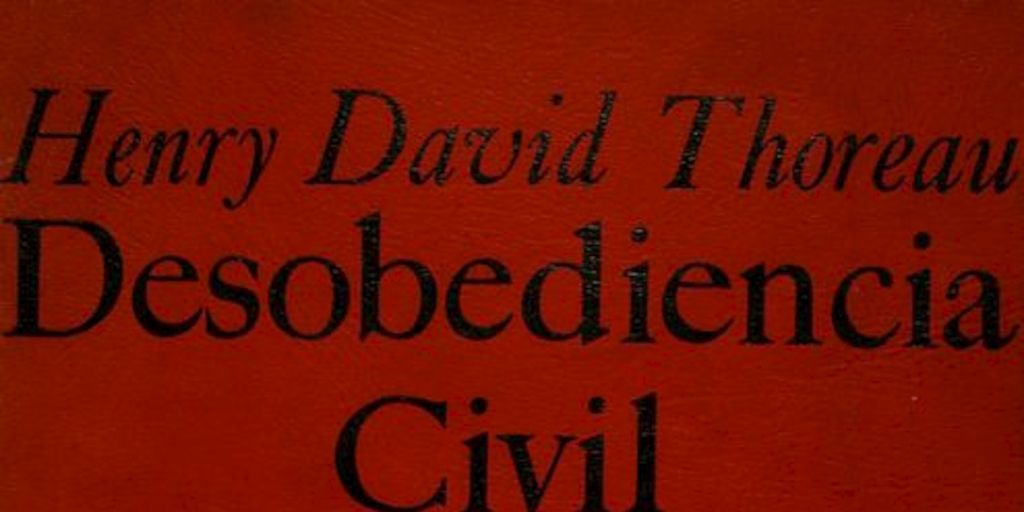 Henry David Thoreau
Desobediencia
Civil